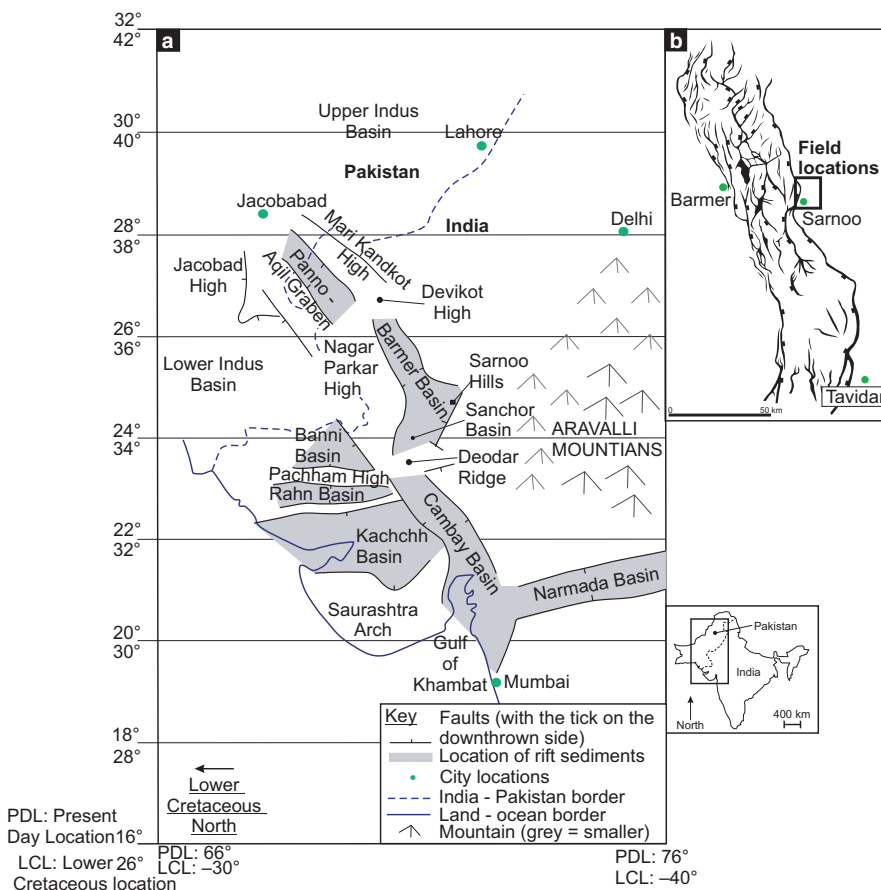 32°
42°
a
b
30°
40°
Upper Indus
Basin
Lahore
Pakistan
Field
locations
Barmer
Sarnoo
Jacobabad
28°
38°
Mari Kandkot
High
India
Delhi
Jacobad
High
Panno -
Aqil Graben
Devikot
High
26°
36°
Barmer Basin
Nagar
Parkar
High
Lower Indus
Basin
Sarnoo
Hills
Sanchor
Basin
Tavidar
0
50 km
24°
34°
ARAVALLI
MOUNTIANS
Banni
Basin
Deodar
Ridge
Pachham High
Rahn Basin
22°
32°
Kachchh
Basin
Cambay Basin
Narmada Basin
Saurashtra
Arch
20°
30°
Gulf
of
Khambat
Mumbai
Pakistan
India
North
400 km
18°
28°
Key
Faults (with the tick on the
downthrown side)
Location of rift sediments
City locations
India - Pakistan border
Land - ocean border
Mountain (grey = smaller)
Lower
Cretaceous
North
PDL: Present
Day Location
16°
LCL: Lower
26°
Cretaceous location
PDL: 66°
LCL: –30°
PDL: 76°
LCL: –40°